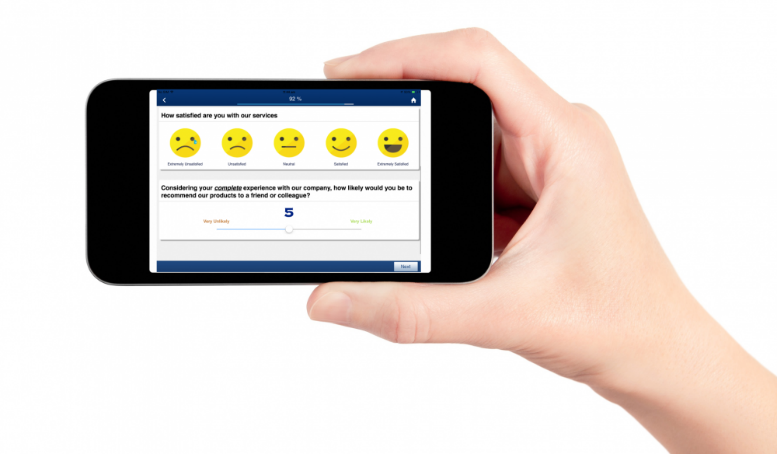 92 %
How satisfied are you with our services
Extremely Unsatisfied
Unsatisfied
Neutral
Satisfied
Extremely Satisfied
Considering your complete experience with our company, how likely would you be to
recommend our products to a friend or colleague?
5
Very Unlikely
Very Likely
Next